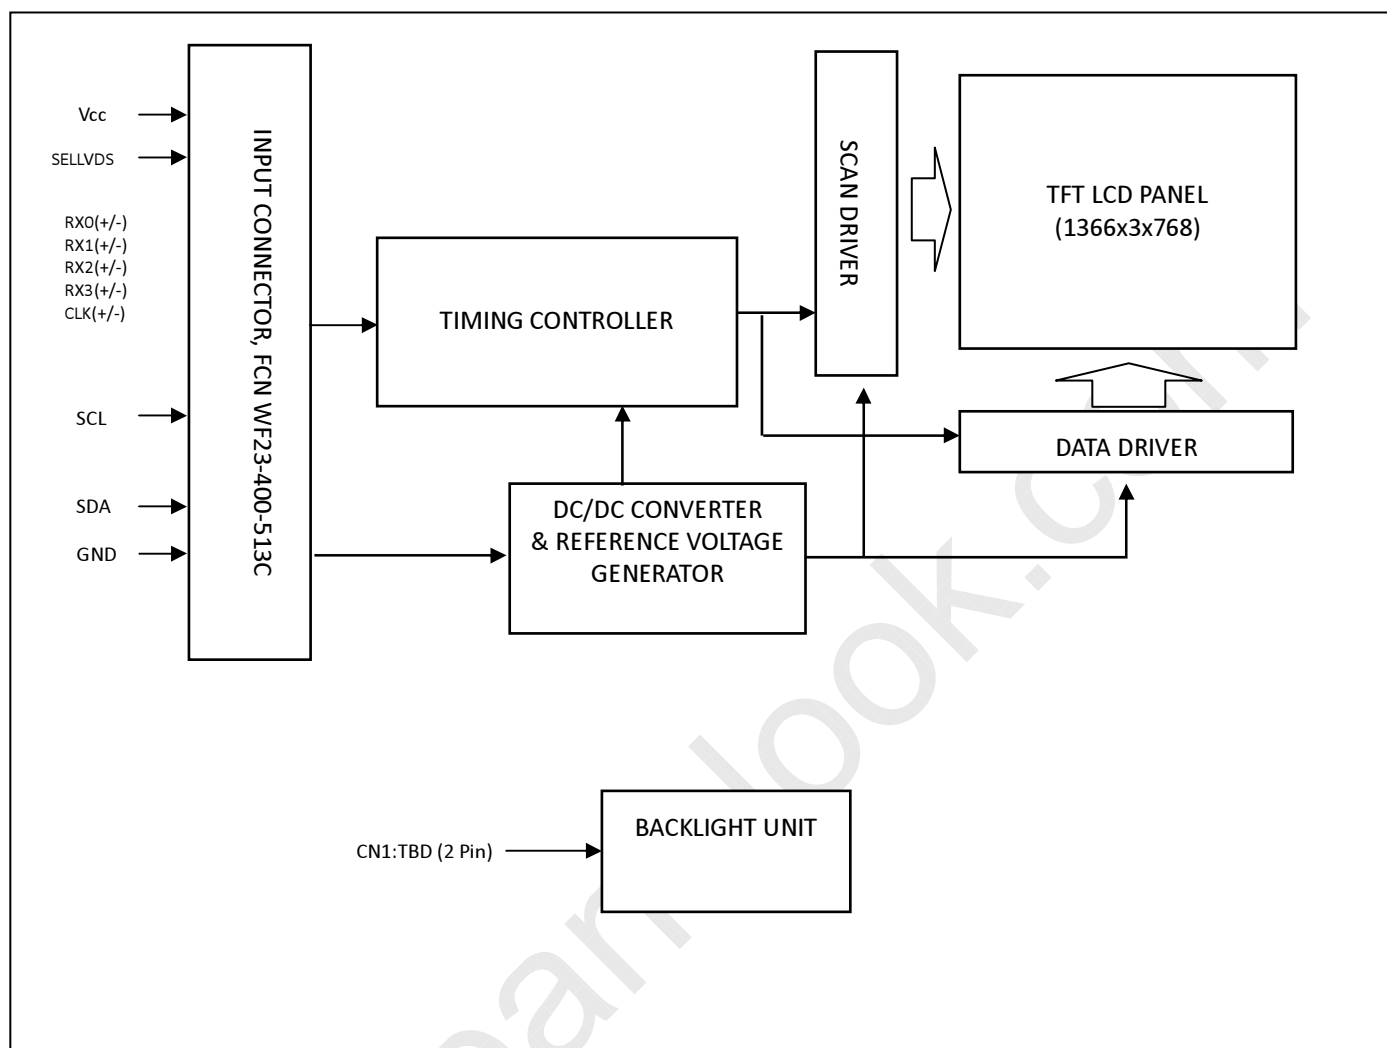 Vcc
SELLVDS
RX0(+/-)
RX1(+/-)
RX2(+/-)
RX3(+/-)
CLK(+/-)
SCL
SDA
GND
INPUT CONNECTOR, FCN WF23-400-513C
TIMING CONTROLLER
DC/DC CONVERTER
& REFERENCE VOLTAGE
GENERATOR
SCAN DRIVER
TFT LCD PANEL
(1366x3x768)
DATA DRIVER
CN1:TBD (2 Pin)
BACKLIGHT UNIT